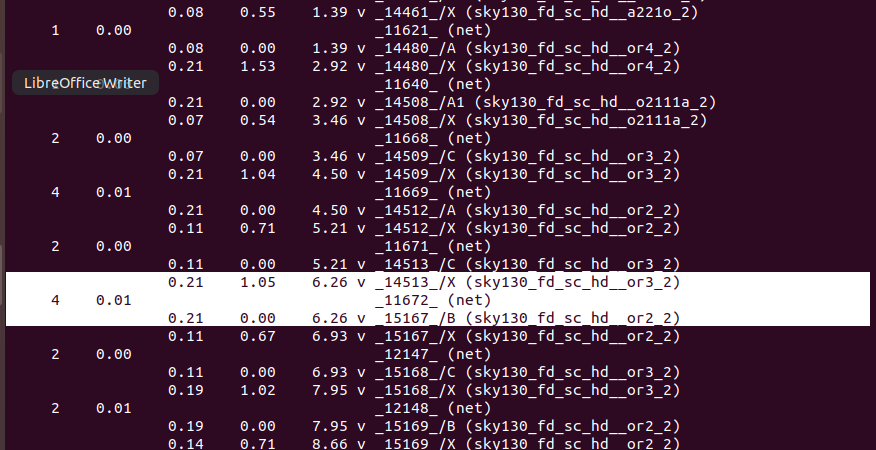 0.08 0.55 1.39 v _14461_/X (sky130_fd_sc_hd__a221o_2)
1 0.00 _11621_ (net)
0.08 0.00 1.39 v _14480_/A (sky130_fd_sc_hd__or4_2)
0.21 1.53 2.92 v _14480_/X (sky130_fd_sc_hd__or4_2)
LibreOffice Writer _11640_ (net)
0.21 0.00 2.92 v _14508_/A1 (sky130_fd_sc_hd__o2111a_2)
0.07 0.54 3.46 v _14508_/X (sky130_fd_sc_hd__o2111a_2)
2 0.00 _11668_ (net)
0.07 0.00 3.46 v _14509_/C (sky130_fd_sc_hd__or3_2)
0.21 1.04 4.50 v _14509_/X (sky130_fd_sc_hd__or3_2)
4 0.01 _11669_ (net)
0.21 0.00 4.50 v _14512_/A (sky130_fd_sc_hd__or2_2)
0.11 0.71 5.21 v _14512_/X (sky130_fd_sc_hd__or2_2)
2 0.00 _11671_ (net)
0.11 0.00 5.21 v _14513_/C (sky130_fd_sc_hd__or3_2)
0.21 1.05 6.26 v _14513_/X (sky130_fd_sc_hd__or3_2)
4 0.01 _11672_ (net)
0.21 0.00 6.26 v _15167_/B (sky130_fd_sc_hd__or2_2)
0.11 0.67 6.93 v _15167_/X (sky130_fd_sc_hd__or2_2)
2 0.00 _12147_ (net)
0.11 0.00 6.93 v _15168_/C (sky130_fd_sc_hd__or3_2)
0.19 1.02 7.95 v _15168_/X (sky130_fd_sc_hd__or3_2)
2 0.01 _12148_ (net)
0.19 0.00 7.95 v _15169_/B (sky130_fd_sc_hd__or2_2)
0.14 0.71 8.66 v _15169_/X (sky130_fd_sc_hd__or2_2)